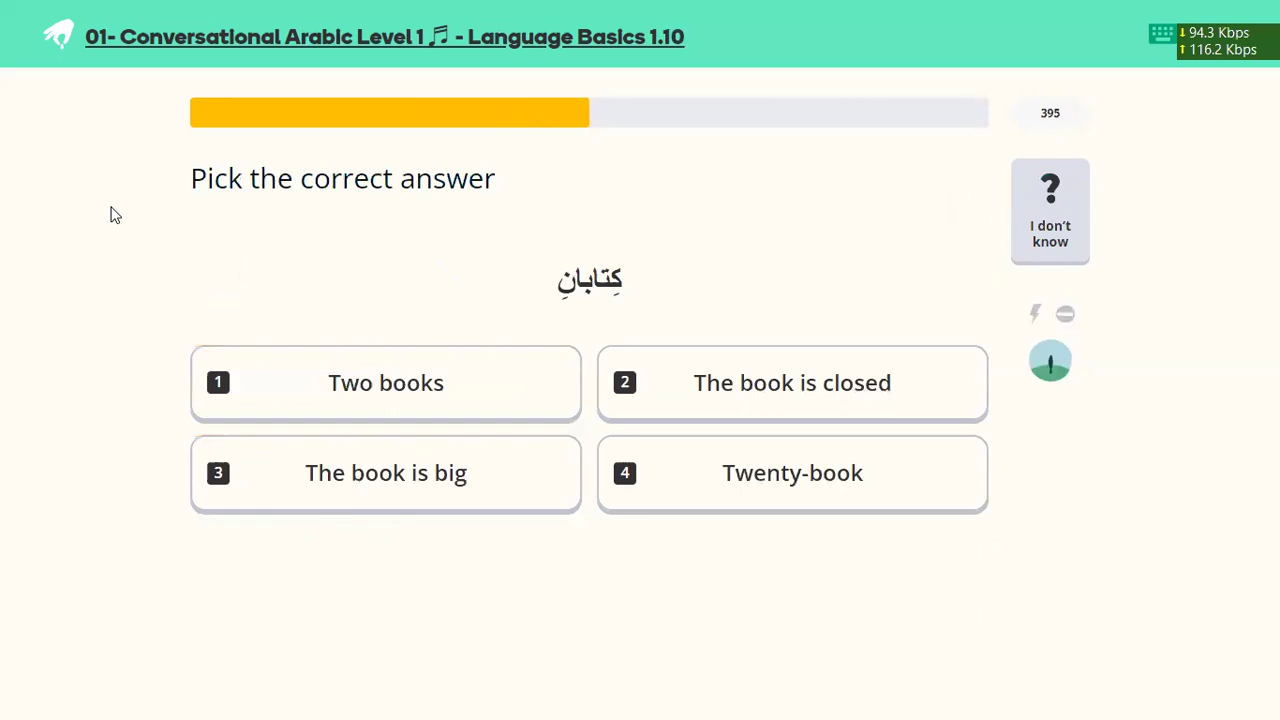 01- Conversational Arabic Level 1 🎵 - Language Basics 1.10
↓ 94.3 Kbps
↑ 116.2 Kbps
395
Pick the correct answer
?
I don't
know
كِتابانِ
1 Two books
2 The book is closed
3 The book is big
4 Twenty-book